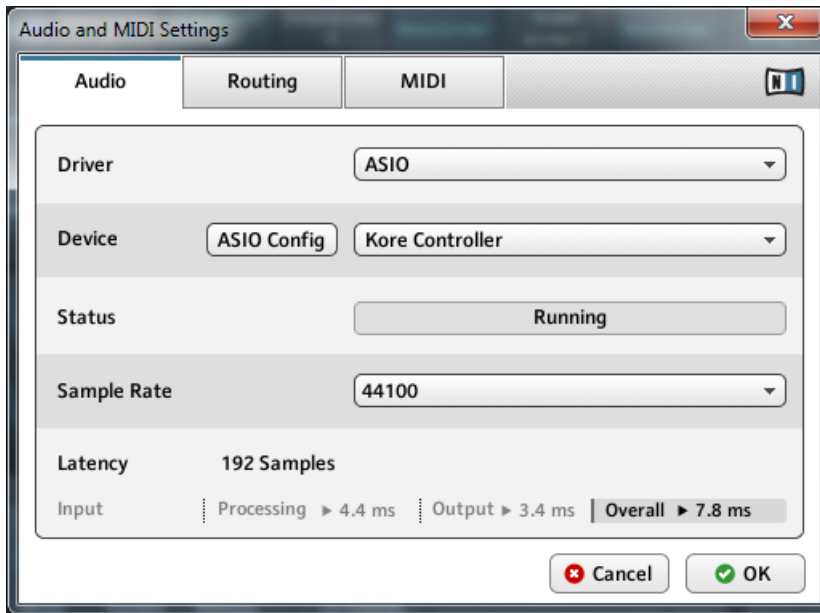 Audio and MIDI Settings
Audio Routing MIDI NI
Driver ASIO
Device ASIO Config Kore Controller
Status Running
Sample Rate 44100
Latency 192 Samples
Input Processing ▸ 4.4 ms Output ▸ 3.4 ms Overall ▸ 7.8 ms
Cancel OK